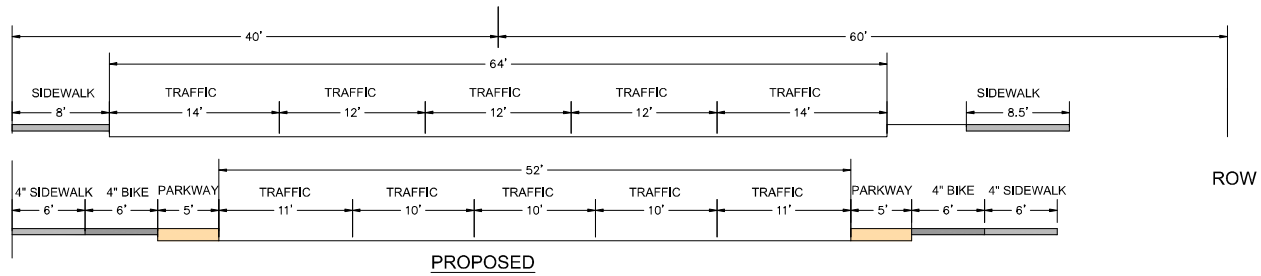 40' 60'
64'
SIDEWALK TRAFFIC TRAFFIC TRAFFIC TRAFFIC TRAFFIC SIDEWALK
8' 14' 12' 12' 12' 14' 8.5'
52'
ROW
4" SIDEWALK 4" BIKE PARKWAY TRAFFIC TRAFFIC TRAFFIC TRAFFIC TRAFFIC PARKWAY 4" BIKE 4" SIDEWALK
6' 6' 5' 11' 10' 10' 10' 11' 5' 6' 6'
PROPOSED